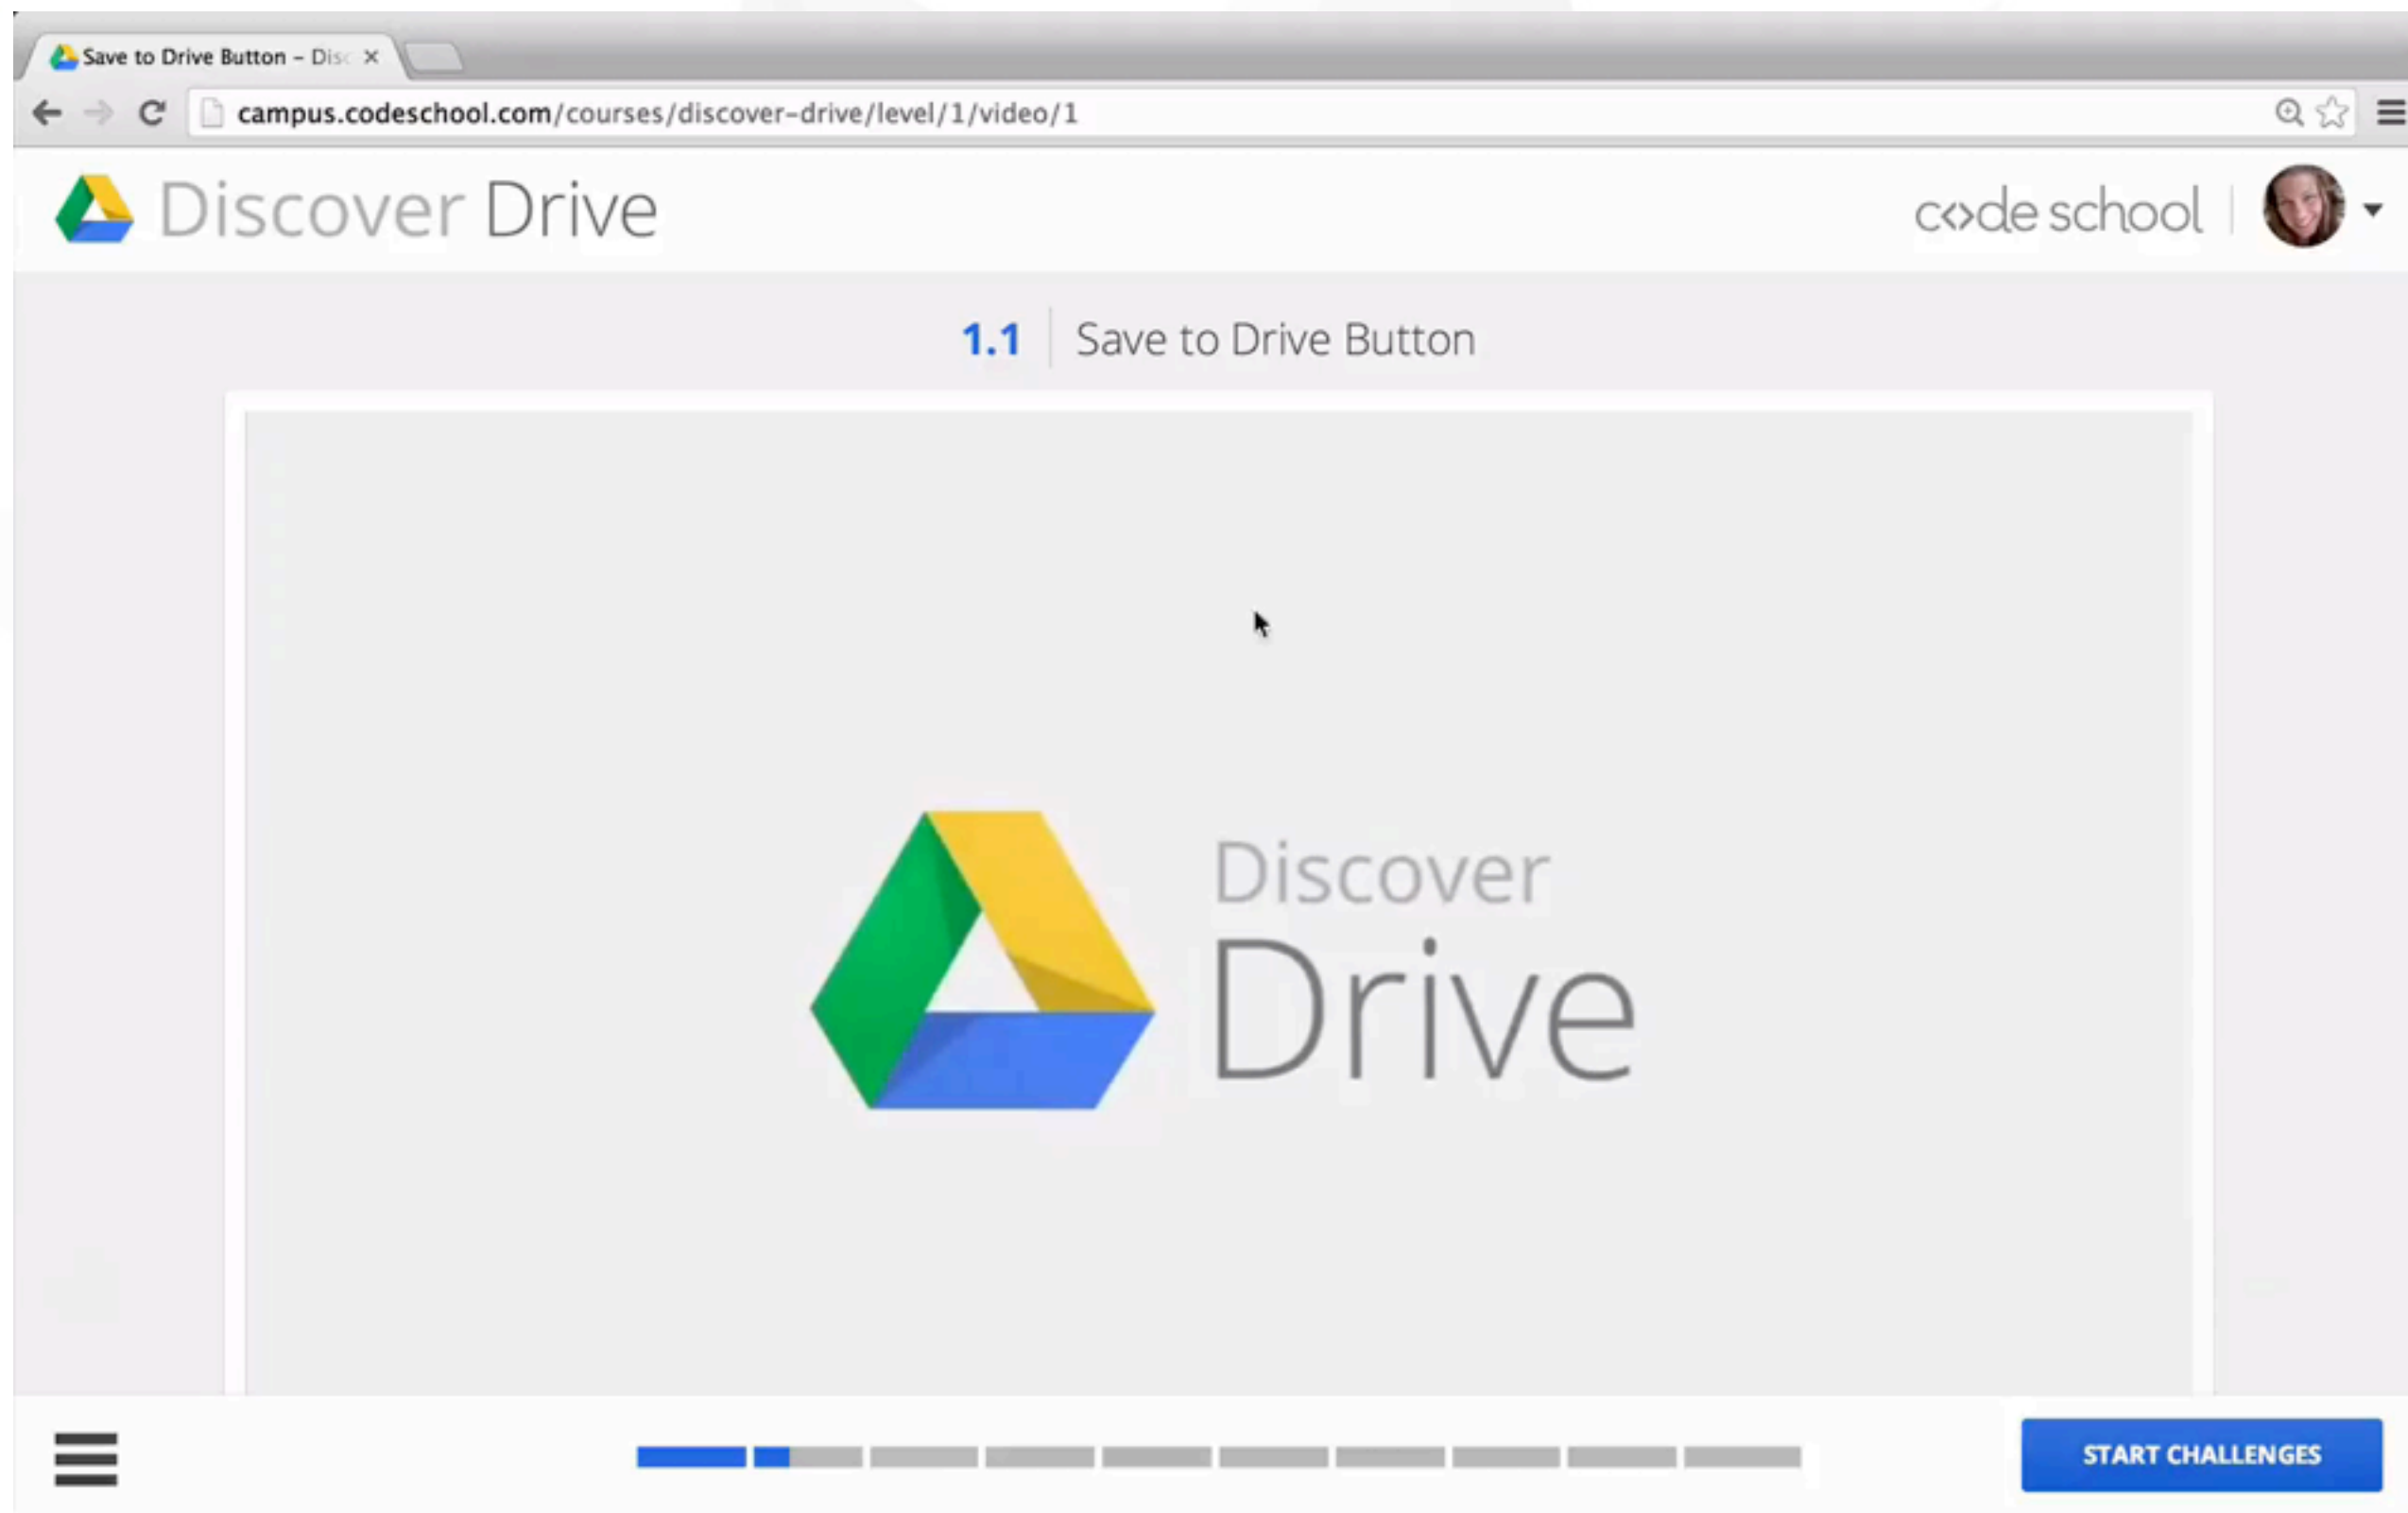 Save to Drive Button – Disc
campus.codeschool.com/courses/discover-drive/level/1/video/1
Discover Drive
code school
1.1 Save to Drive Button
Discover
Drive
START CHALLENGES